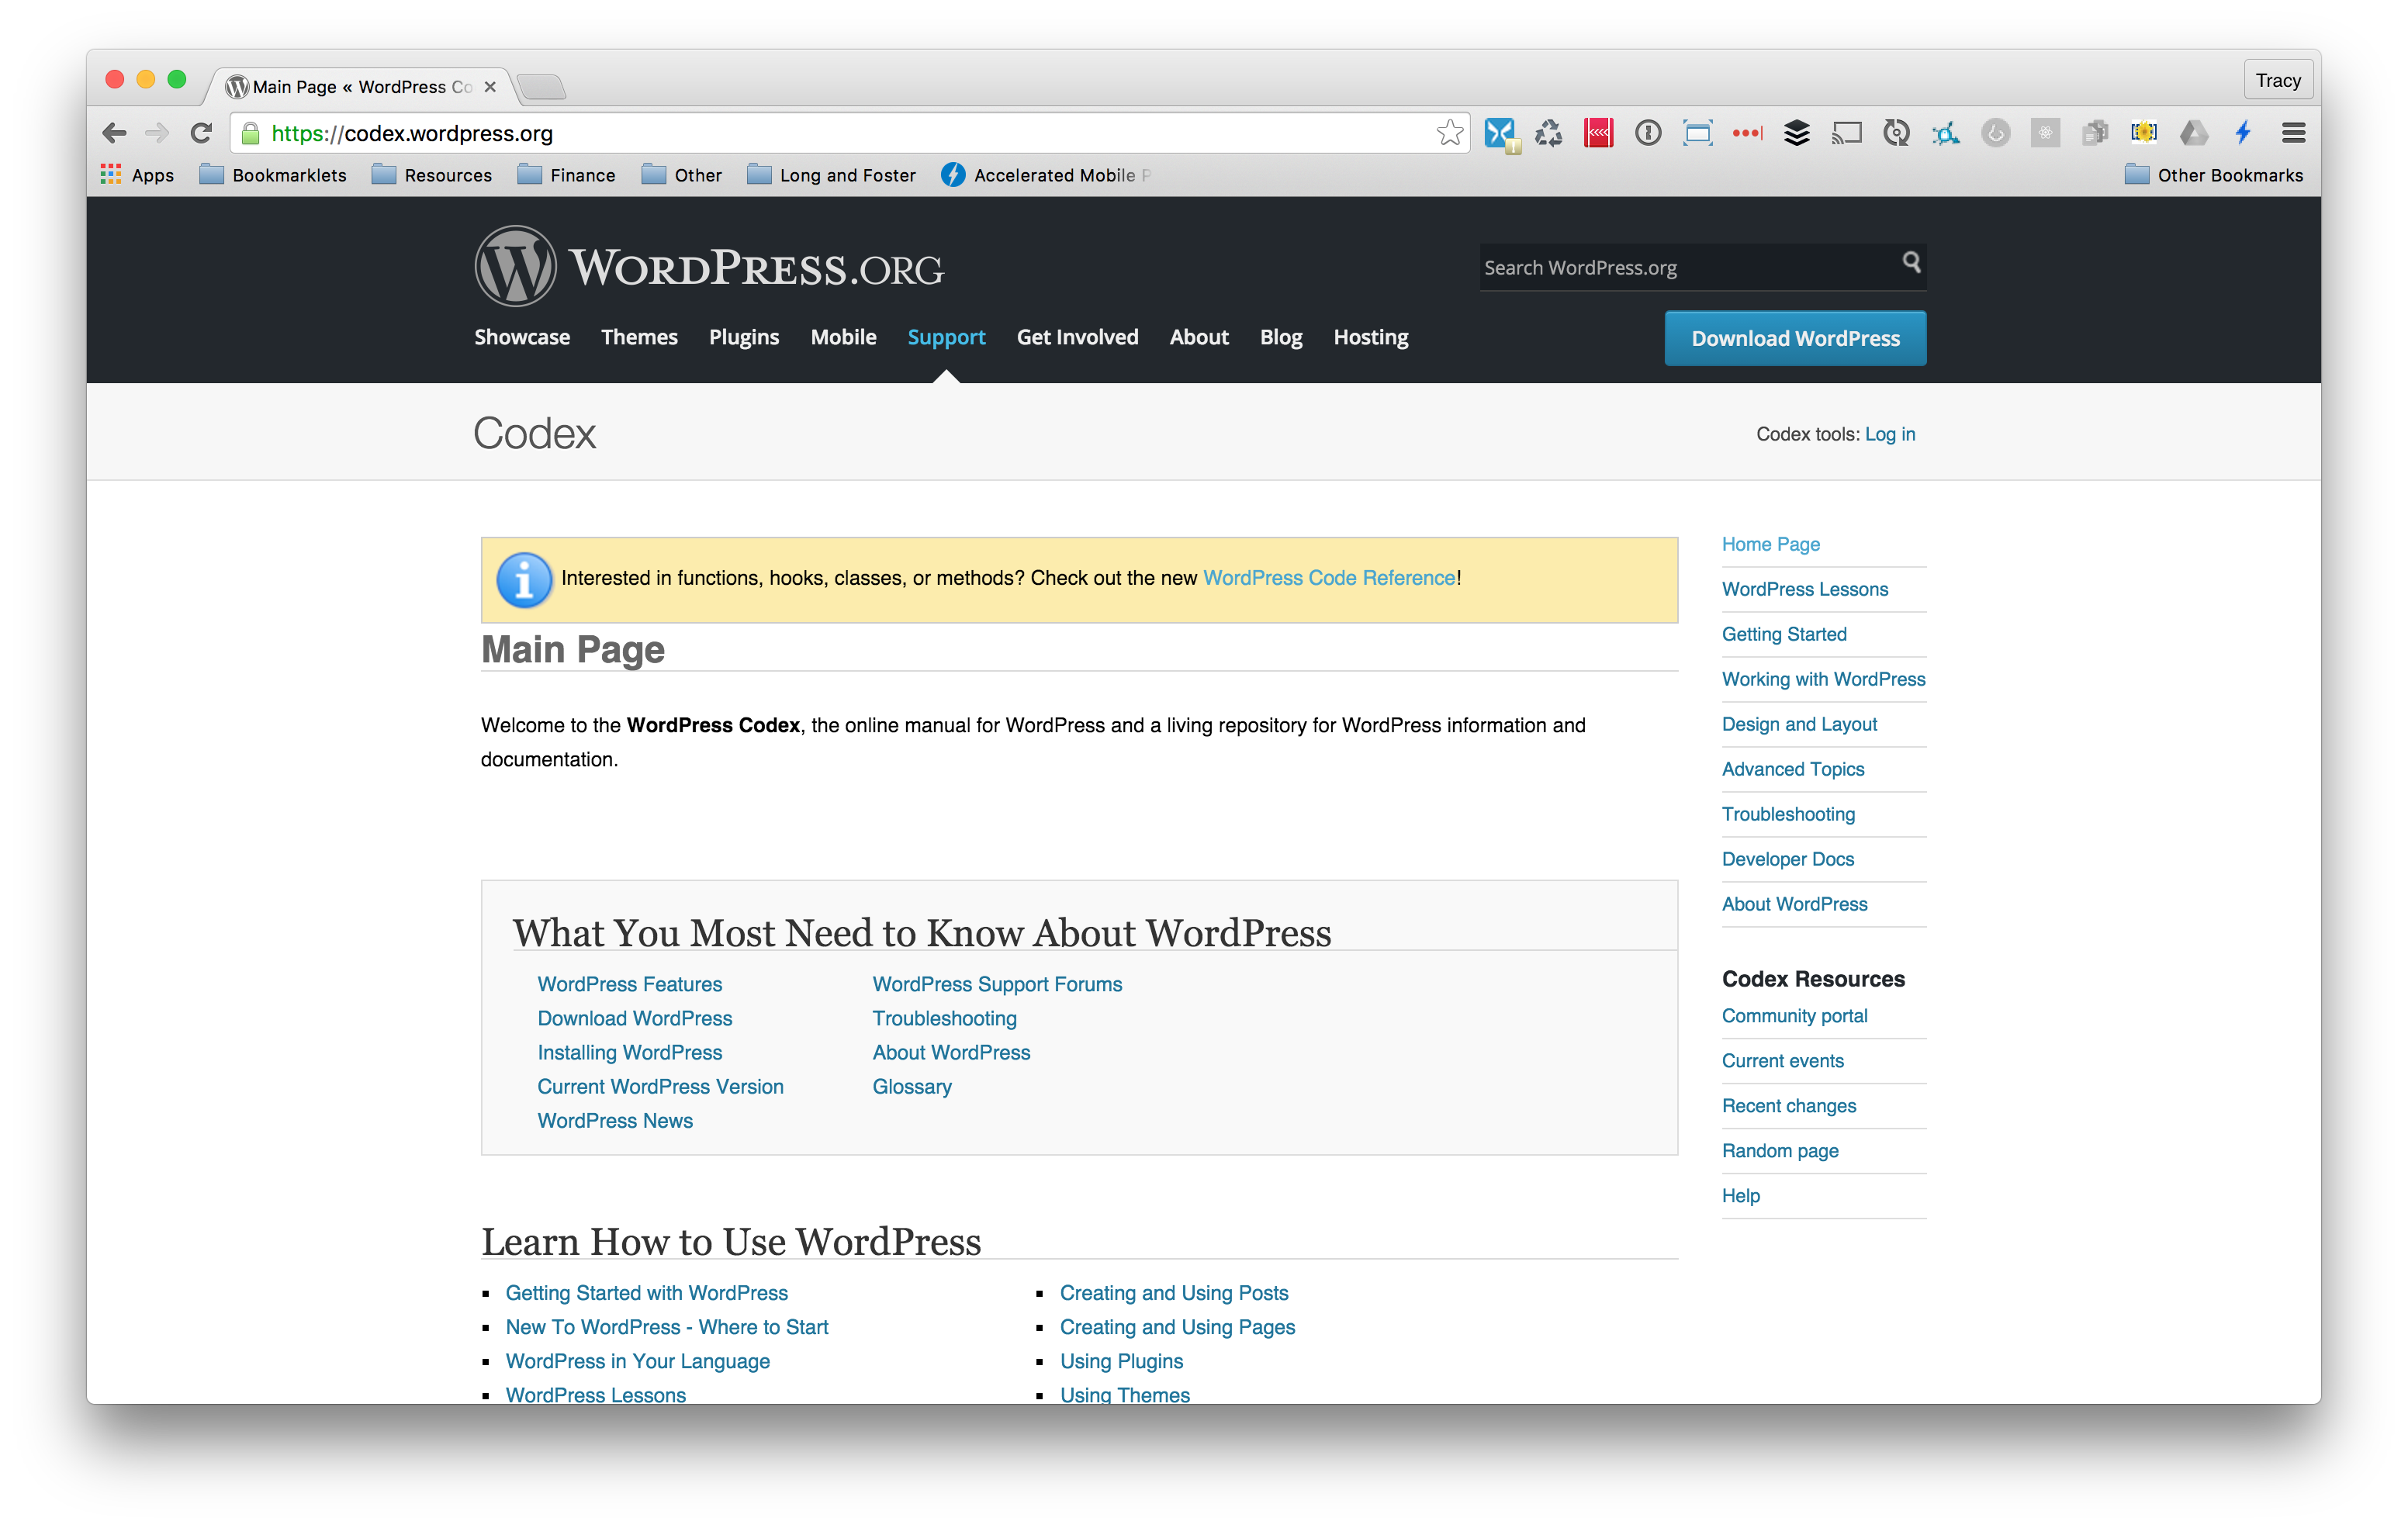 Main Page « WordPress Co
Tracy
https://codex.wordpress.org
Apps
Bookmarklets
Resources
Finance
Other
Long and Foster
Accelerated Mobile P
Other Bookmarks
WORDPRESS.ORG
Search WordPress.org
Showcase Themes Plugins Mobile Support Get Involved About Blog Hosting
Download WordPress
Codex
Codex tools: Log in
Interested in functions, hooks, classes, or methods? Check out the new WordPress Code Reference!
Main Page
Welcome to the WordPress Codex, the online manual for WordPress and a living repository for WordPress information and
documentation.
What You Most Need to Know About WordPress
WordPress Features
Download WordPress
Installing WordPress
Current WordPress Version
WordPress News
WordPress Support Forums
Troubleshooting
About WordPress
Glossary
Learn How to Use WordPress
Getting Started with WordPress
New To WordPress - Where to Start
WordPress in Your Language
WordPress Lessons
Creating and Using Posts
Creating and Using Pages
Using Plugins
Using Themes
Home Page
WordPress Lessons
Getting Started
Working with WordPress
Design and Layout
Advanced Topics
Troubleshooting
Developer Docs
About WordPress
Codex Resources
Community portal
Current events
Recent changes
Random page
Help